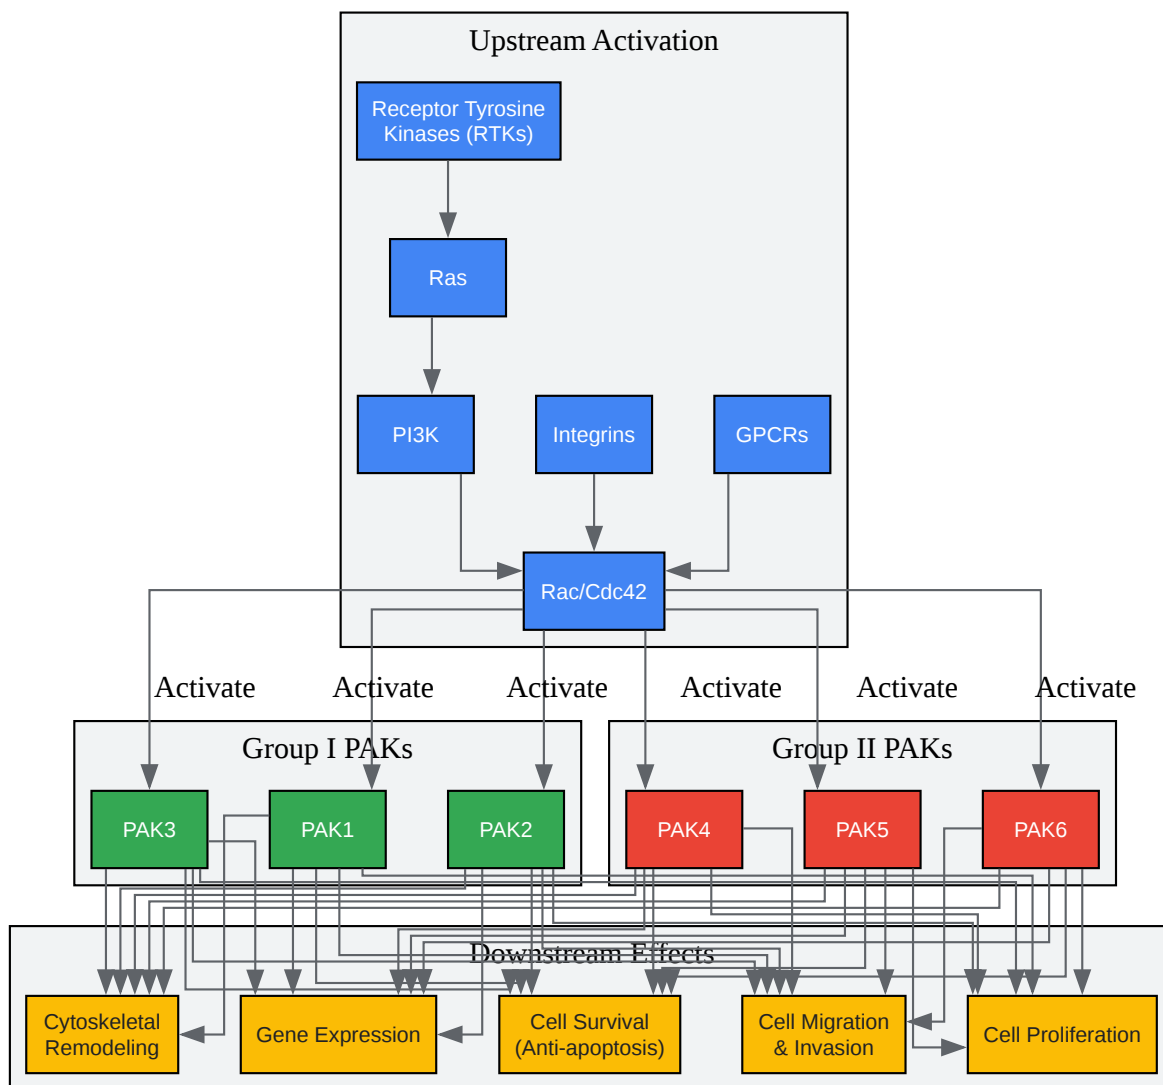 Upstream Activation
Receptor Tyrosine
Kinases (RTKs)
Ras
PI3K
Integrins
GPCRs
Rac/Cdc42
Activate
Activate
Activate
Activate
Activate
Activate
Group I PAKs
Group II PAKs
PAK3
PAK1
PAK2
PAK4
PAK5
PAK6
Downstream Effects
Cytoskeletal
Remodeling
Gene Expression
Cell Survival
(Anti-apoptosis)
Cell Migration
& Invasion
Cell Proliferation